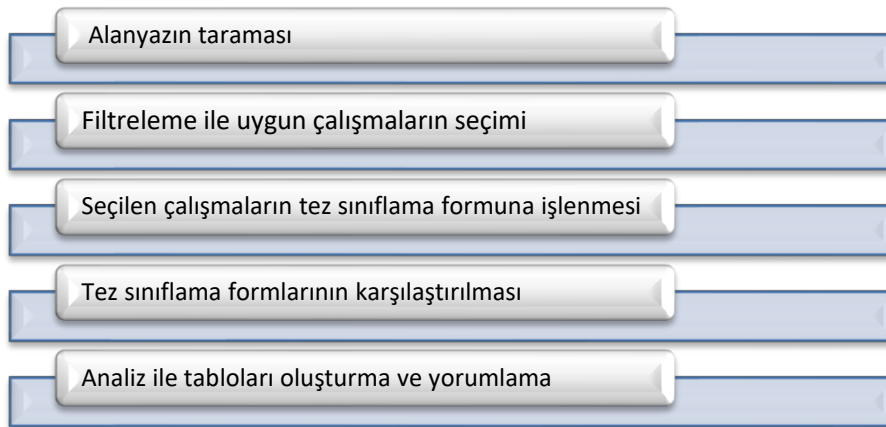 Alanyazın taraması
Filtreleme ile uygun çalışmaların seçimi
Seçilen çalışmaların tez sınıflama formuna işlenmesi
Tez sınıflama formlarının karşılaştırılması
Analiz ile tabloları oluşturma ve yorumlama